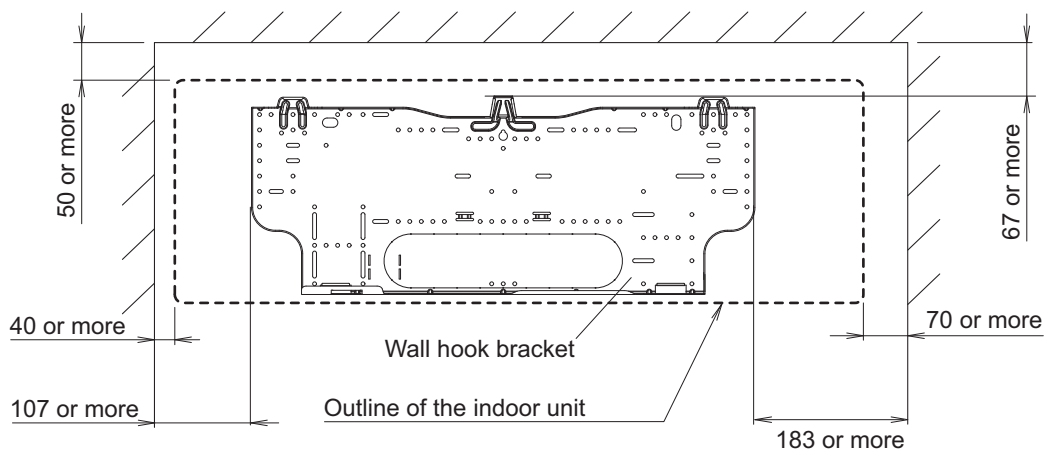 50 or more
67 or more
40 or more
70 or more
Wall hook bracket
107 or more
Outline of the indoor unit
183 or more